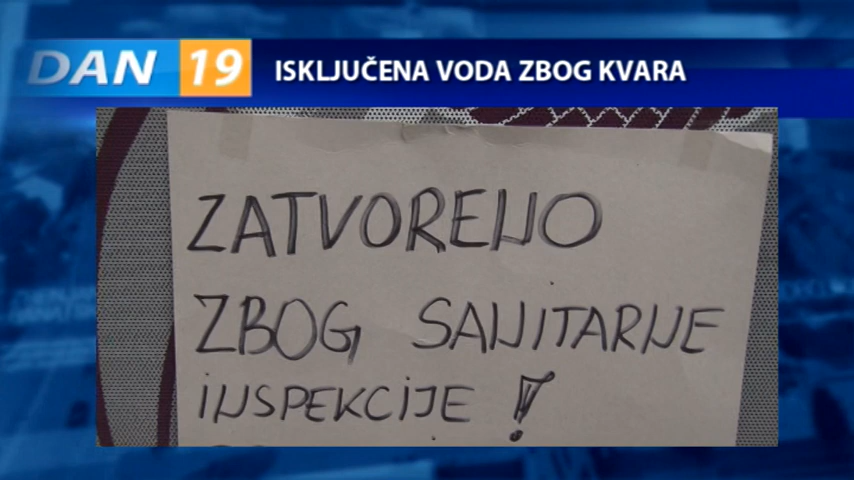 DAN 19 ISKLJUČENA VODA ZBOG KVARA
ZATVORENO
ZBOG SANITARNE
INSPEKCIJE !